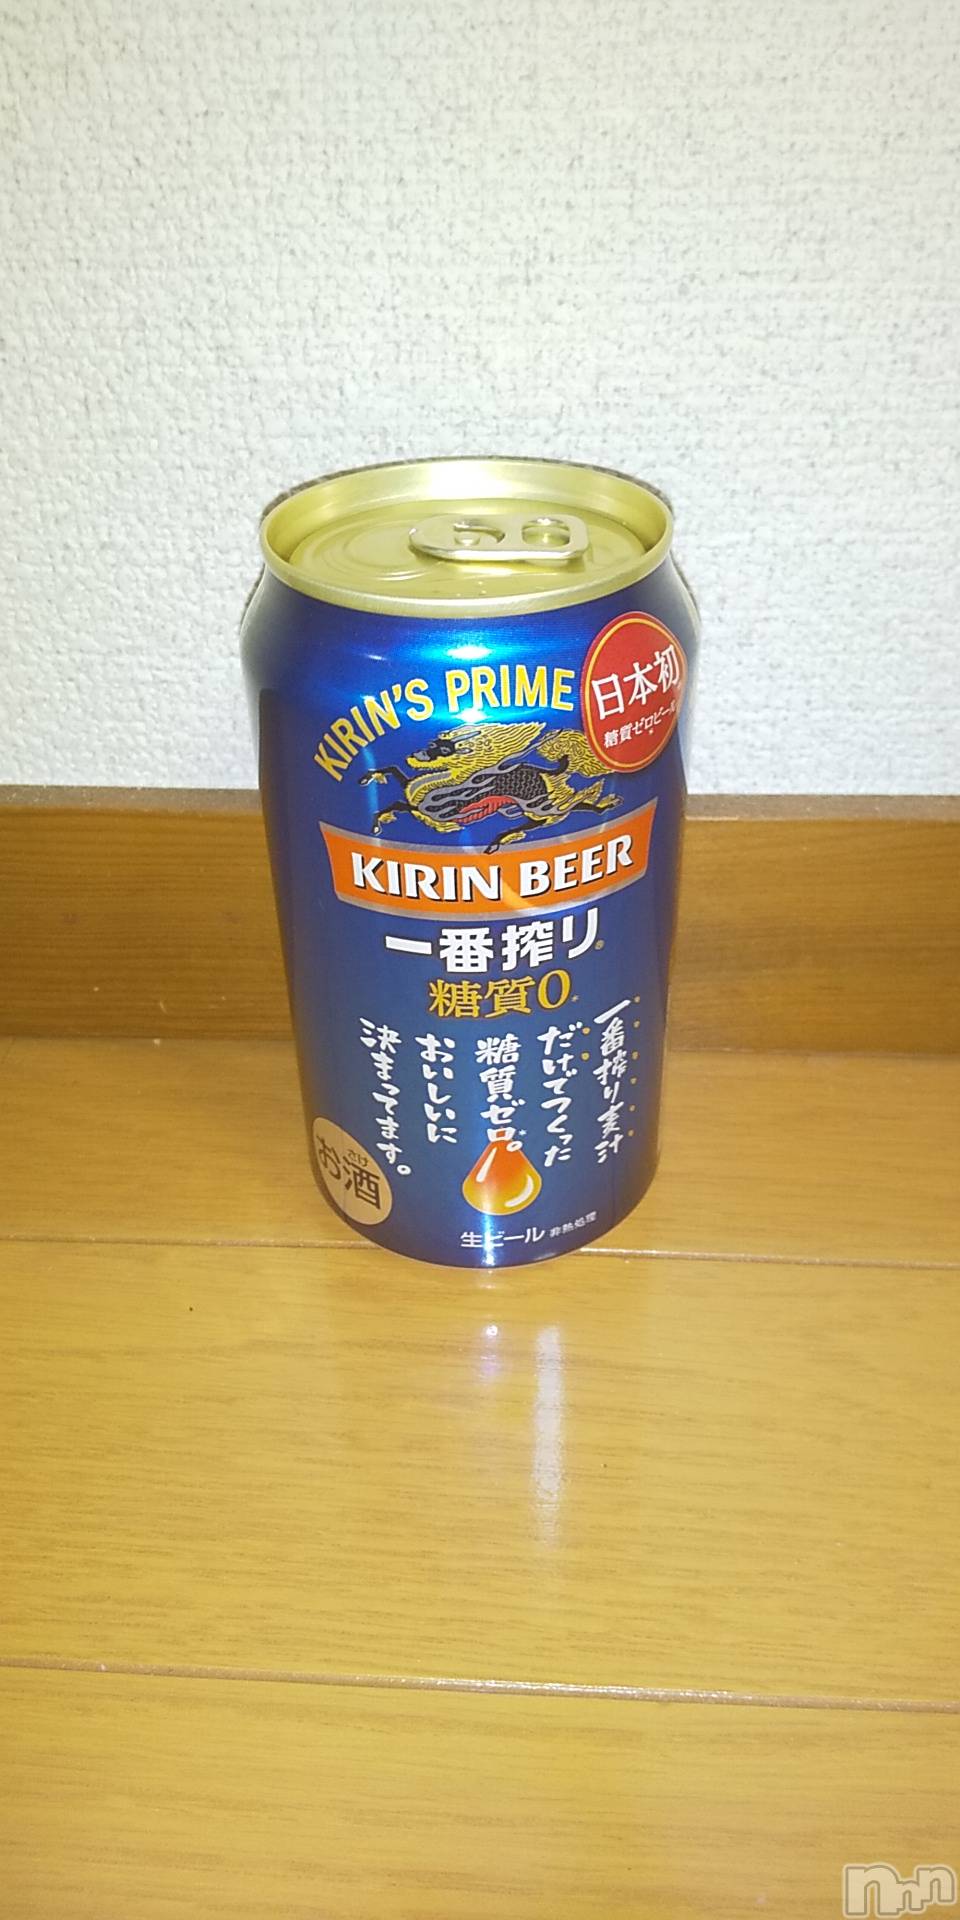 KIRIN'S PRIME
日本初
糖質ゼロビール*
KIRIN BEER
一番搾り®
糖質0*
一番搾り麦汁
だけでつくった
糖質ゼロ。*
おいしいに
決まってます。
さけ
お酒
生ビール 非熱処理
nnn